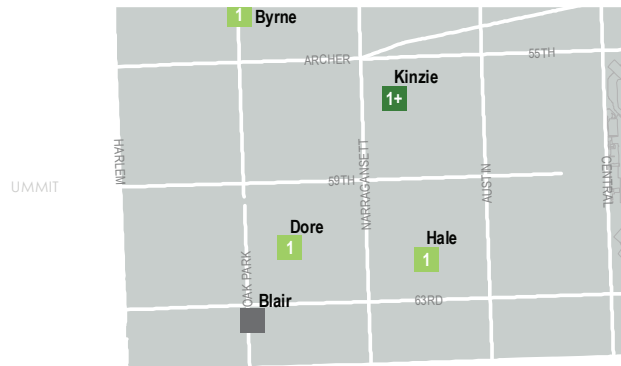 1 Byrne
ARCHER
55TH
Kinzie
1+
HARLEM
NARRAGANSETT
AUSTIN
CENTRAL
59TH
UMMIT
Dore
1
Hale
1
OAK PARK
Blair
63RD